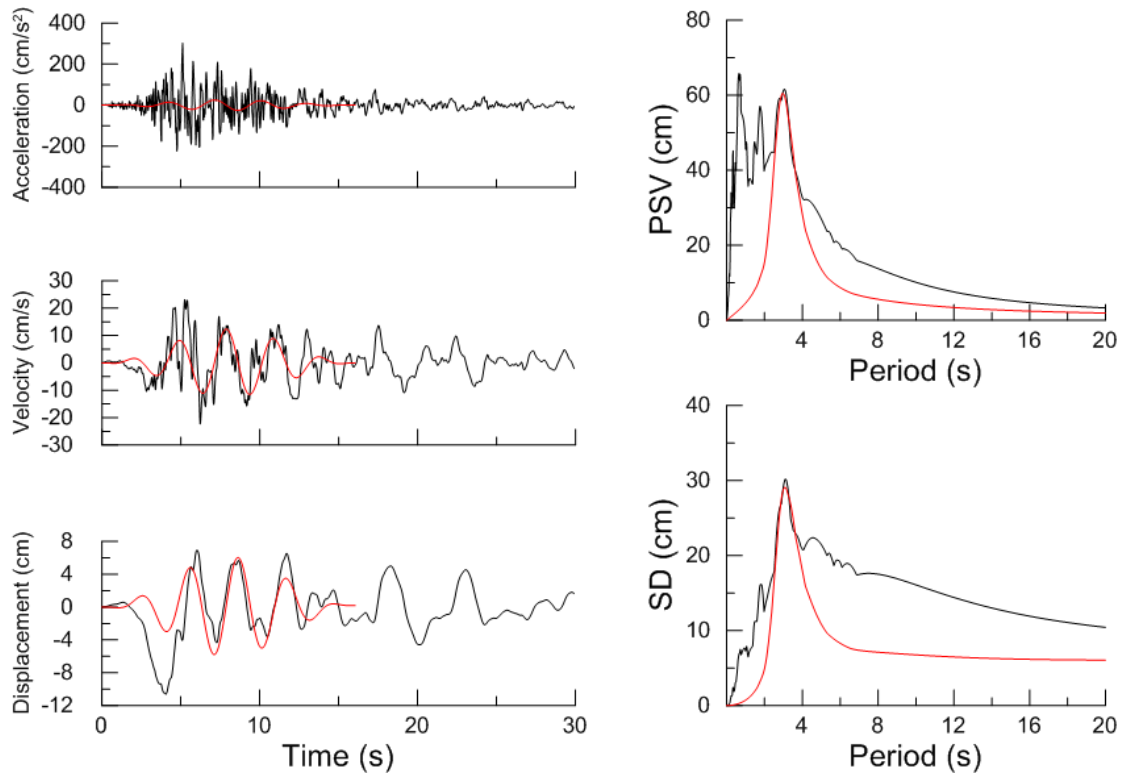 Acceleration (cm/s²)
400
200
0
-200
-400
Velocity (cm/s)
30
20
10
0
-10
-20
-30
Displacement (cm)
8
4
0
-4
-8
-12
0 10 20 30
Time (s)
PSV (cm)
80
60
40
20
0
0 4 8 12 16 20
Period (s)
SD (cm)
40
30
20
10
0
0 4 8 12 16 20
Period (s)